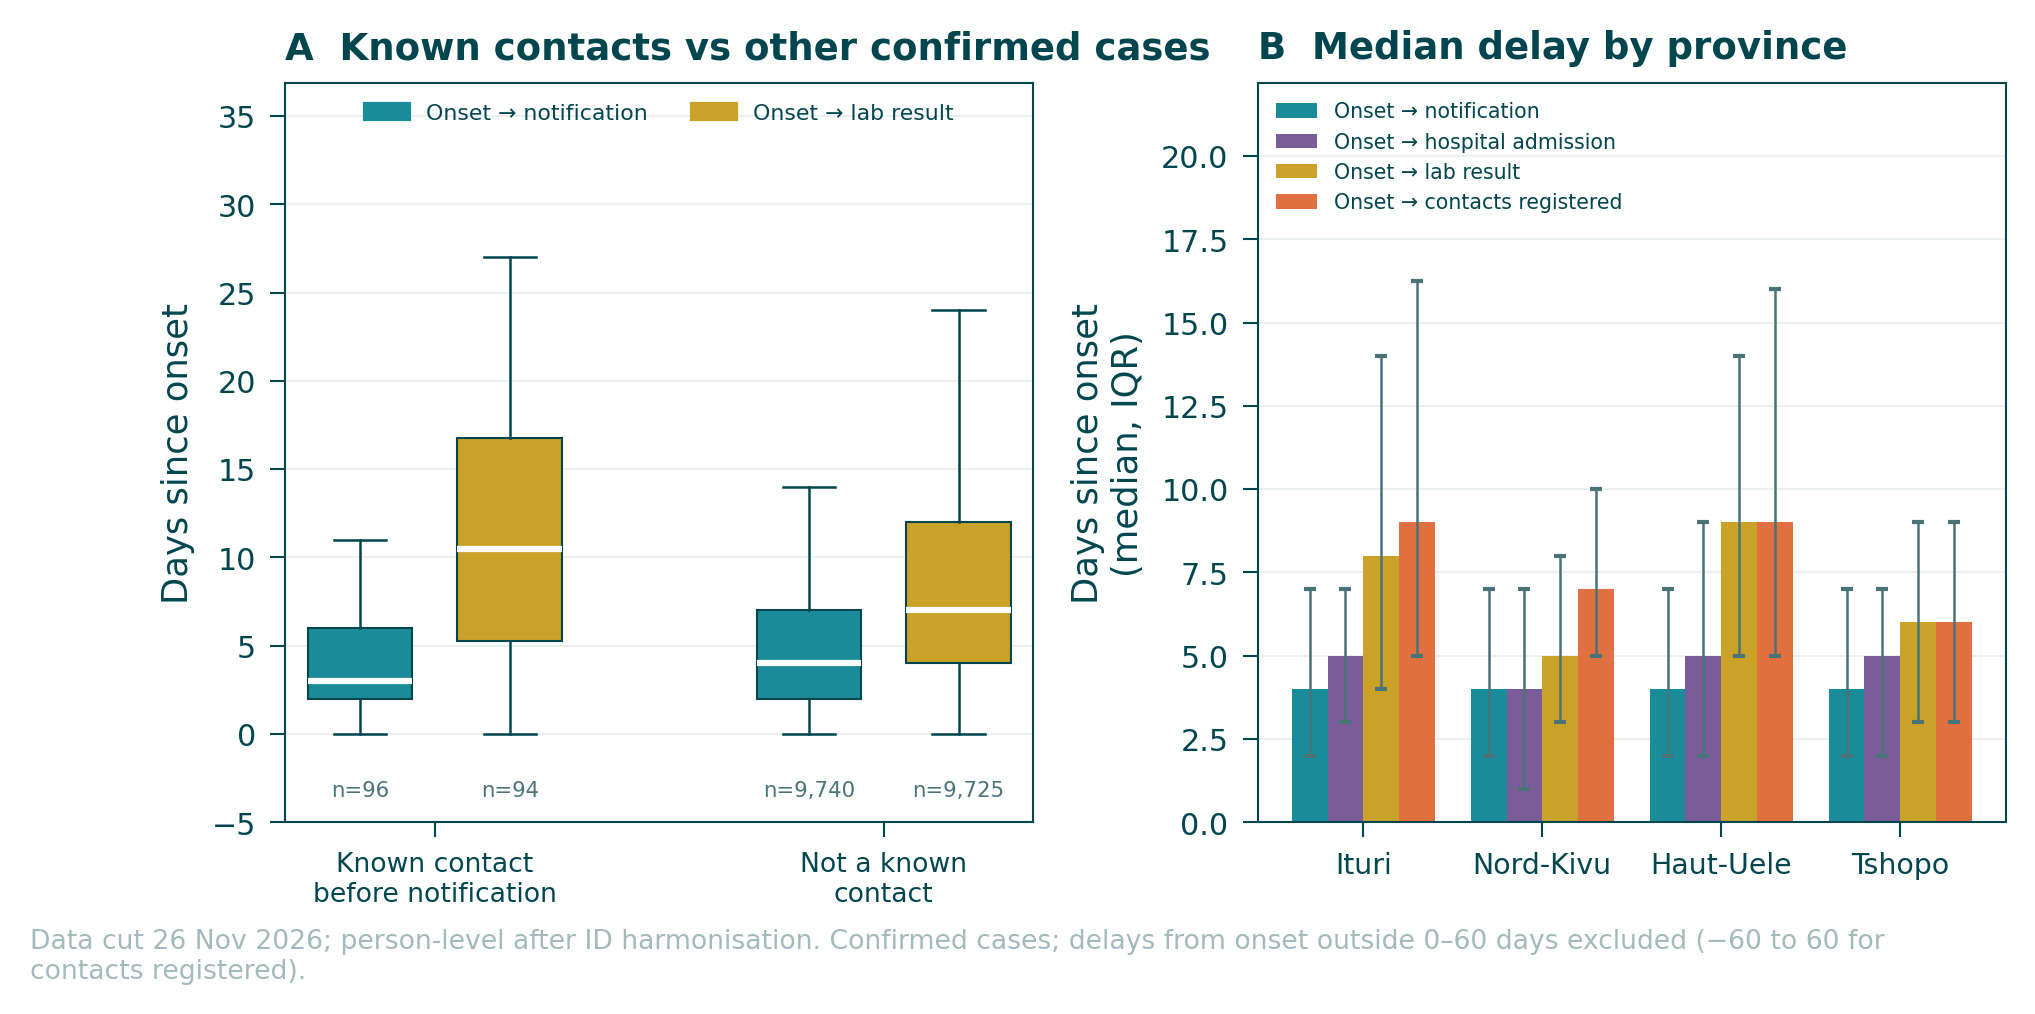 A Known contacts vs other confirmed cases
Onset → notification
Onset → lab result
Days since onset
35
30
25
20
15
10
5
0
−5
n=96
n=94
n=9,740
n=9,725
Known contact
before notification
Not a known
contact
B Median delay by province
Onset → notification
Onset → hospital admission
Onset → lab result
Onset → contacts registered
Days since onset
(median, IQR)
20.0
17.5
15.0
12.5
10.0
7.5
5.0
2.5
0.0
Ituri
Nord-Kivu
Haut-Uele
Tshopo
Data cut 26 Nov 2026; person-level after ID harmonisation. Confirmed cases; delays from onset outside 0–60 days excluded (−60 to 60 for
contacts registered).